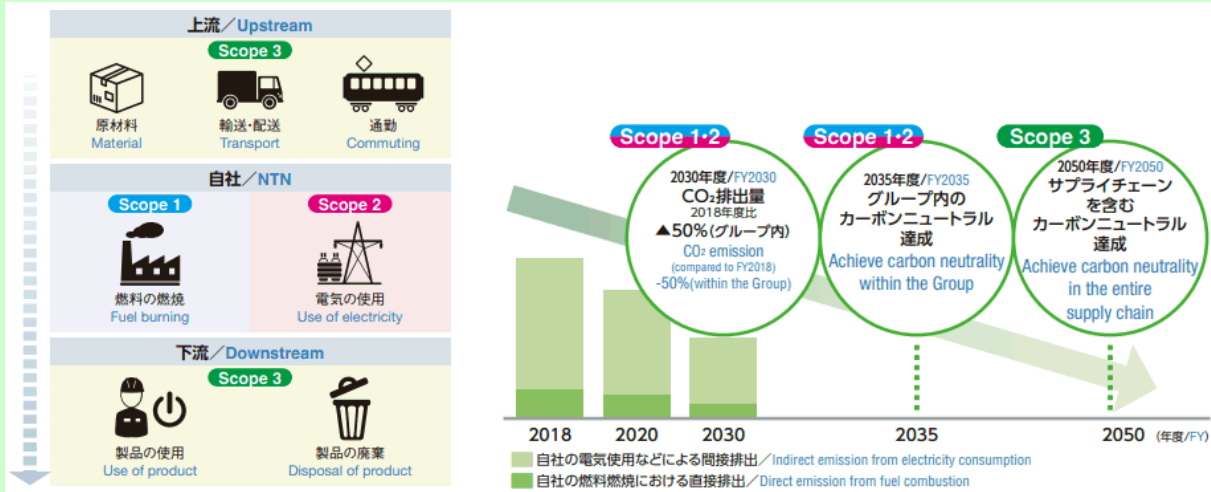 上流／Upstream
Scope 3
原材料
Material
輸送・配送
Transport
通勤
Commuting
自社／NTN
Scope 1
燃料の燃焼
Fuel burning
Scope 2
電気の使用
Use of electricity
下流／Downstream
Scope 3
製品の使用
Use of product
製品の廃棄
Disposal of product
Scope 1・2
2030年度/FY2030
CO₂排出量
2018年度比
▲50%(グループ内)
CO₂ emission
(compared to FY2018)
-50%(within the Group)
Scope 1・2
2035年度/FY2035
グループ内の
カーボンニュートラル
達成
Achieve carbon neutrality
within the Group
Scope 3
2050年度/FY2050
サプライチェーン
を含む
カーボンニュートラル
達成
Achieve carbon neutrality
in the entire
supply chain
2018 2020 2030 2035 2050 (年度/FY)
自社の電気使用などによる間接排出／Indirect emission from electricity consumption
自社の燃料燃焼における直接排出／Direct emission from fuel combustion